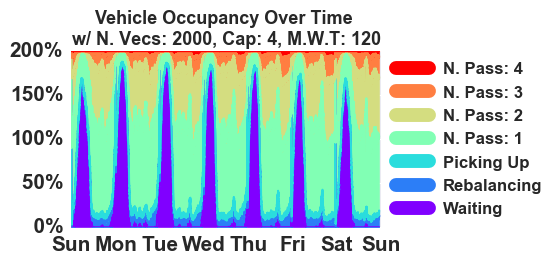 Vehicle Occupancy Over Time
w/ N. Vecs: 2000, Cap: 4, M.W.T: 120
200%
150%
100%
50%
0%
Sun Mon Tue Wed Thu Fri Sat Sun
N. Pass: 4
N. Pass: 3
N. Pass: 2
N. Pass: 1
Picking Up
Rebalancing
Waiting